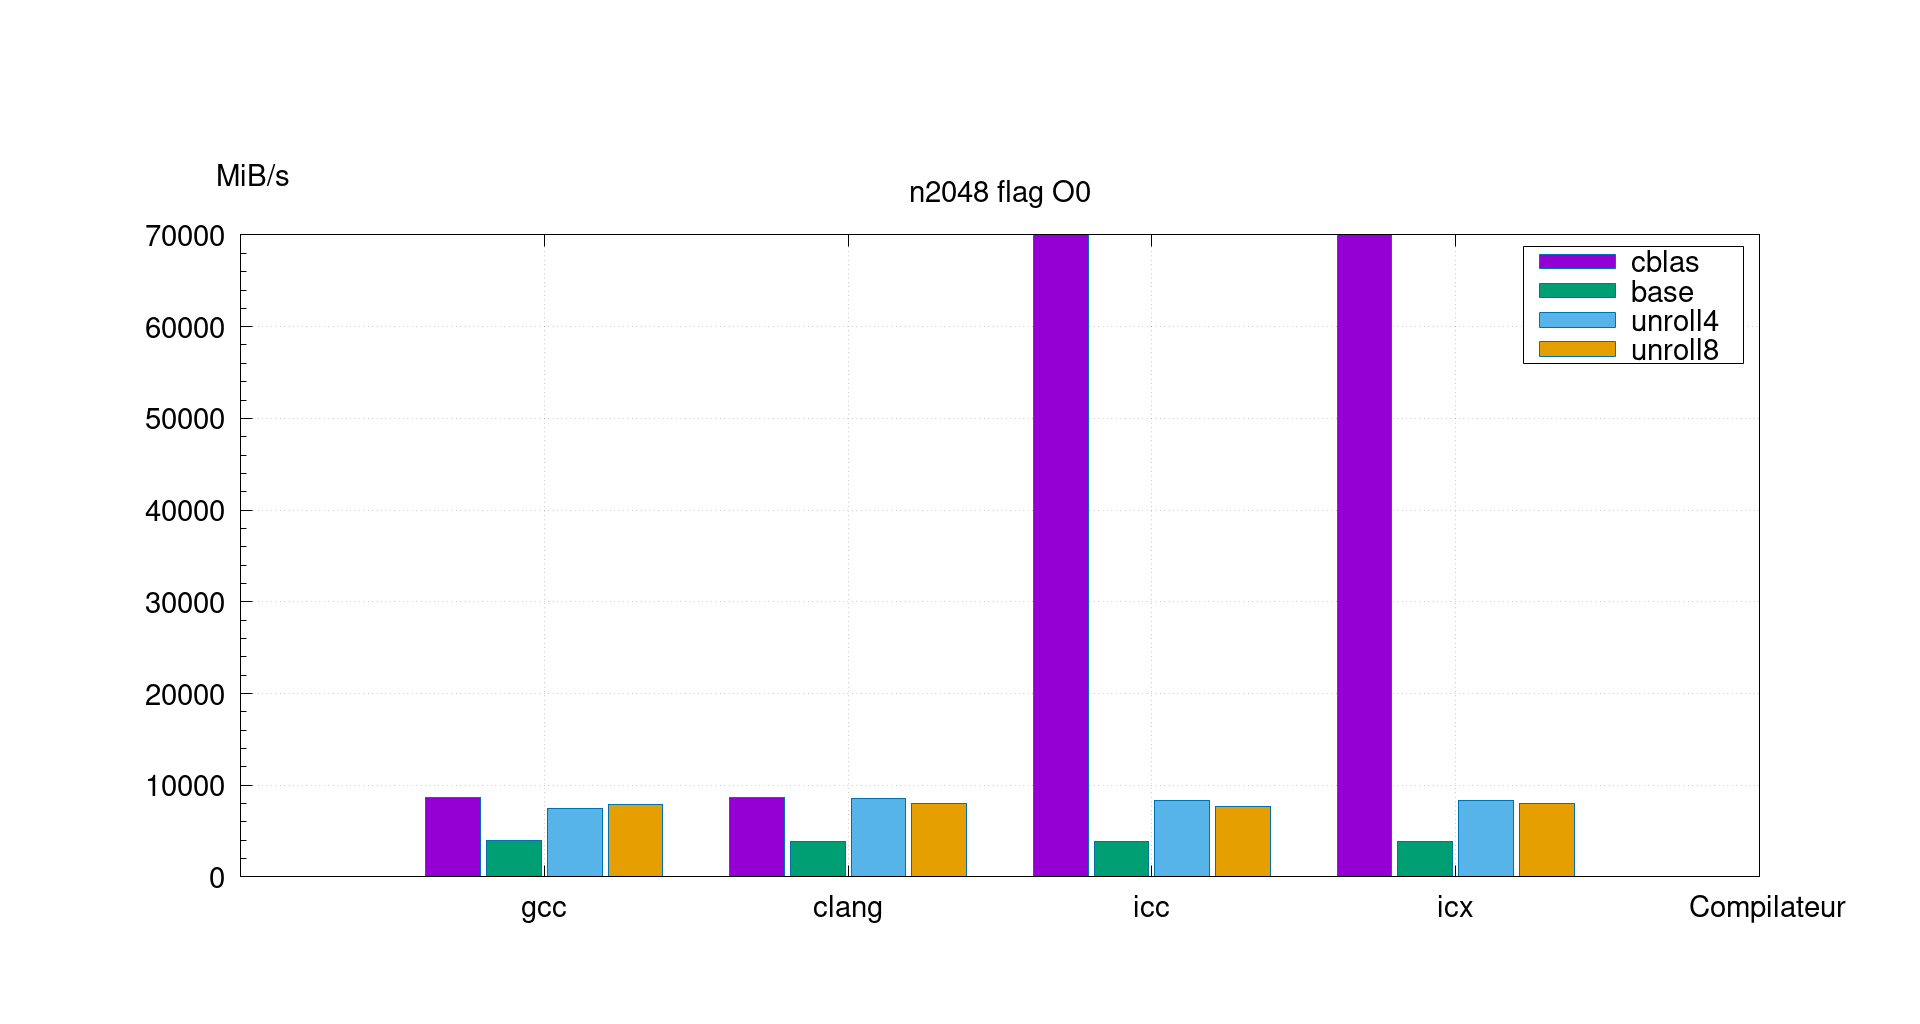 MiB/s
n2048 flag O0
70000
60000
50000
40000
30000
20000
10000
0
cblas
base
unroll4
unroll8
gcc clang icc icx Compilateur